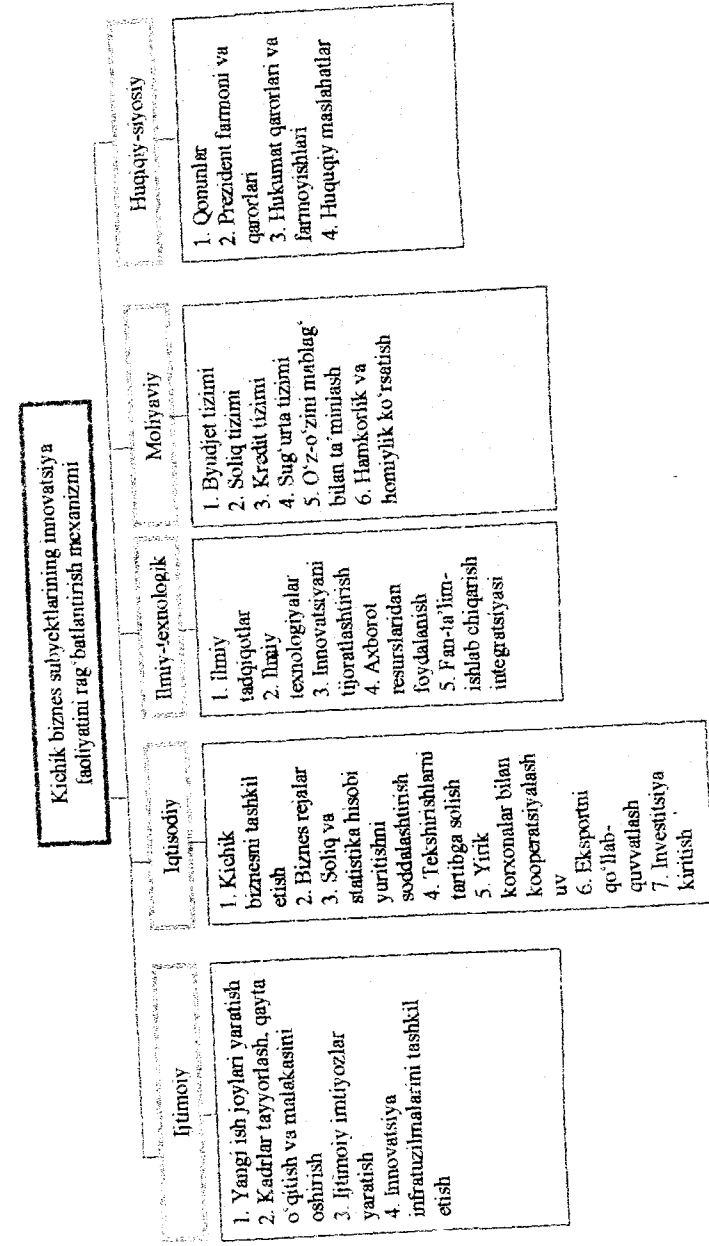 Kichik biznes subyektlarining innovatsiya
faoliyatini rag‘batlantirish mexanizmi
Ijtimoiy
1. Yangi ish joylari yaratish
2. Kadrlar tayyorlash, qayta
o‘qitish va malakasini
oshirish
3. Ijtimoiy imtiyozlar
yaratish
4. Innovatsiya
infratuzilmalarini tashkil
etish
Iqtisodiy
1. Kichik
biznesni tashkil
etish
2. Biznes rejalar
3. Soliq va
statistika hisobi
yuritishni
soddalashtirish
4. Tekshirishlarni
tartibga solish
5. Yirik
korxonalar bilan
kooperatsiyalash
uv
6. Eksportni
qo‘llab-
quvvatlash
7. Investitsiya
kiritish
Ilmiy-texnologik
1. Ilmiy
tadqiqotlar
2. Ilmiy
texnologiyalar
3. Innovatsiyani
tijoratlashtirish
4. Axborot
resurslaridan
foydalanish
5. Fan-ta’lim-
ishlab chiqarish
integratsiyasi
Moliyaviy
1. Byudjet tizimi
2. Soliq tizimi
3. Kredit tizimi
4. Sug‘urta tizimi
5. O‘z-o‘zini mablag‘
bilan ta’minlash
6. Hamkorlik va
homiylik ko‘rsatish
Huqiqiy-siyosiy
1. Qonunlar
2. Prezident farmoni va
qarorlari
3. Hukumat qarorlari va
farmoyishlari
4. Huquqiy maslahatlar